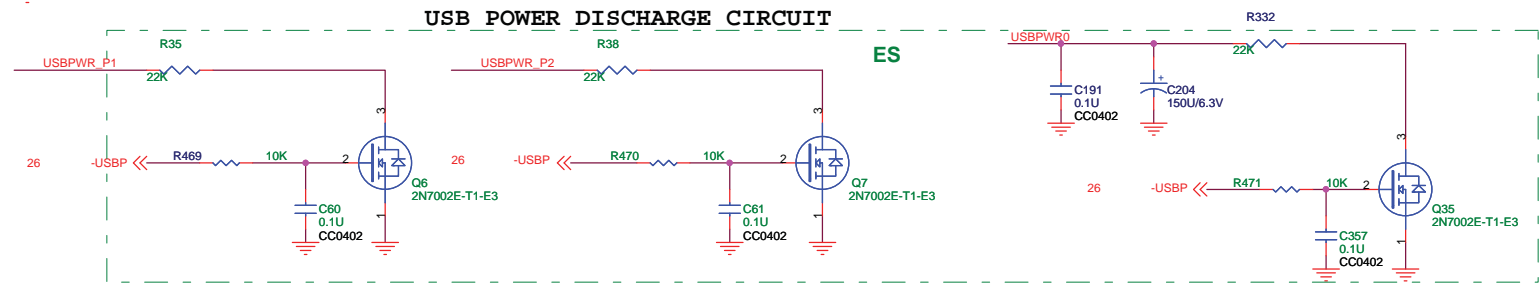 USB POWER DISCHARGE CIRCUIT
ES
R35
USBPWR_P1
22K
3
26
-USBP
R469
10K
2
Q6
2N7002E-T1-E3
1
C60
0.1U
CC0402
R38
USBPWR_P2
22K
3
26
-USBP
R470
10K
2
Q7
2N7002E-T1-E3
1
C61
0.1U
CC0402
R332
USBPWR0
22K
C191
0.1U
CC0402
+
C204
150U/6.3V
3
26
-USBP
R471
10K
2
Q35
2N7002E-T1-E3
1
C357
0.1U
CC0402